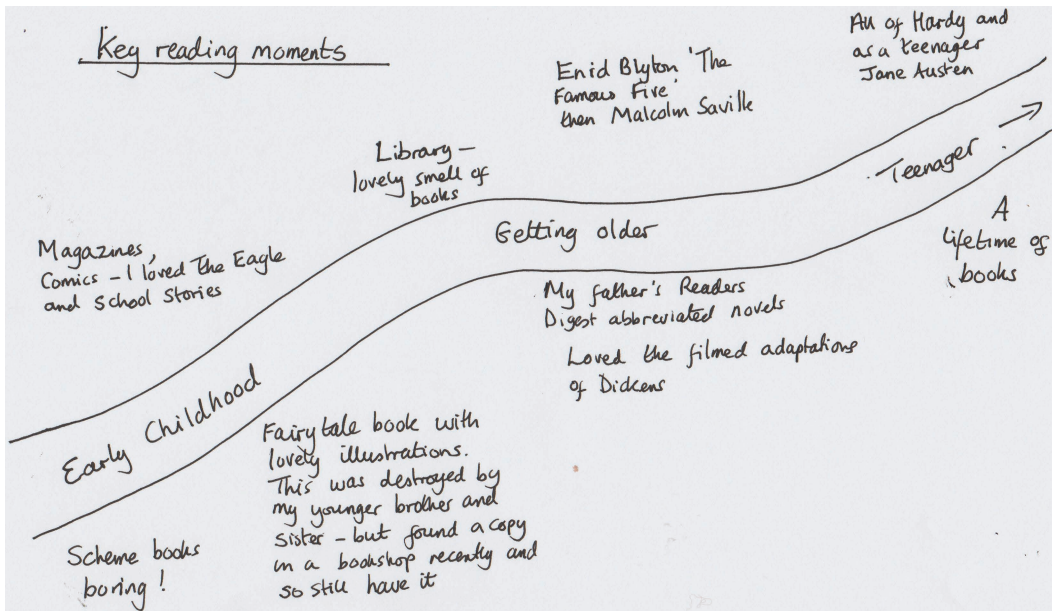 Key reading moments
All of Hardy and
as a teenager
Jane Austen
Enid Blyton 'The
Famous Five'
then Malcolm Saville
Library –
lovely smell of
books
Teenager →
Getting older
A
lifetime of
books
Magazines,
Comics – I loved The Eagle
and School Stories
My father's Readers
Digest abbreviated novels
Loved the filmed adaptations
of Dickens
Early Childhood
Fairytale book with
lovely illustrations.
This was destroyed by
my younger brother and
sister – but found a copy
in a bookshop recently and
so still have it
Scheme books
boring !